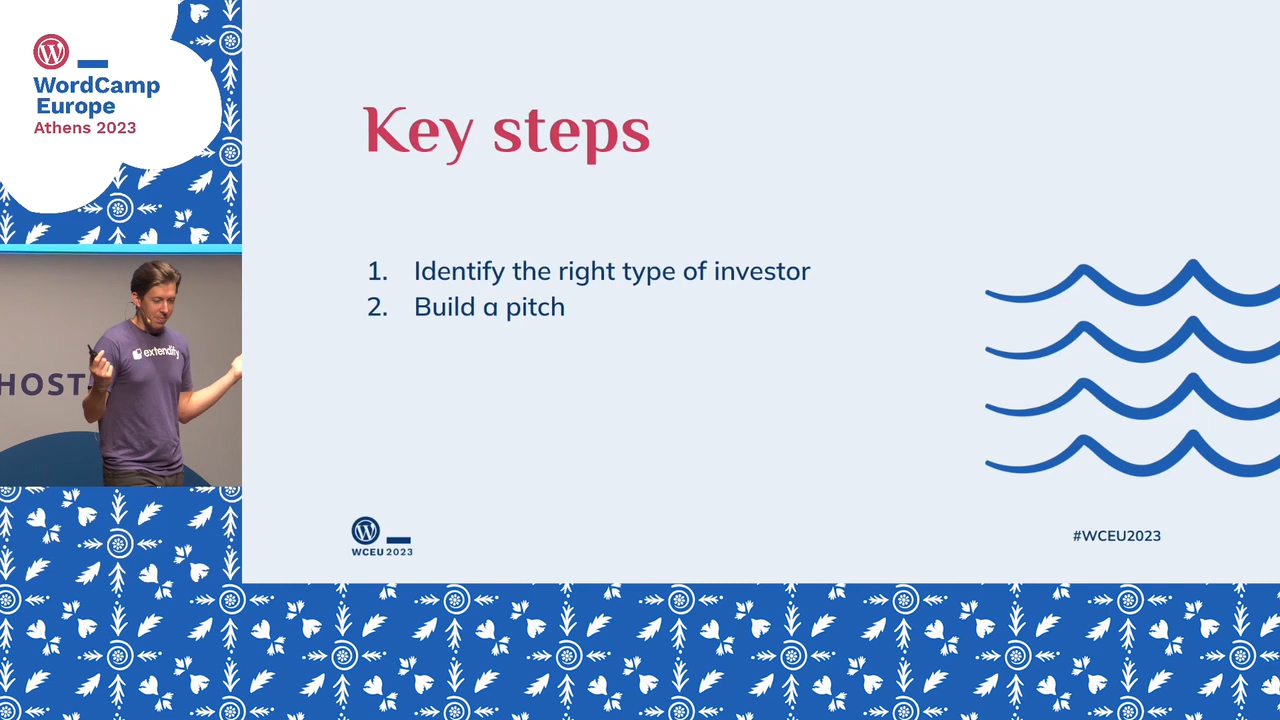 WordCamp
Europe
Athens 2023
HOST
extendify
Key steps
1. Identify the right type of investor
2. Build a pitch
WCEU 2023
#WCEU2023